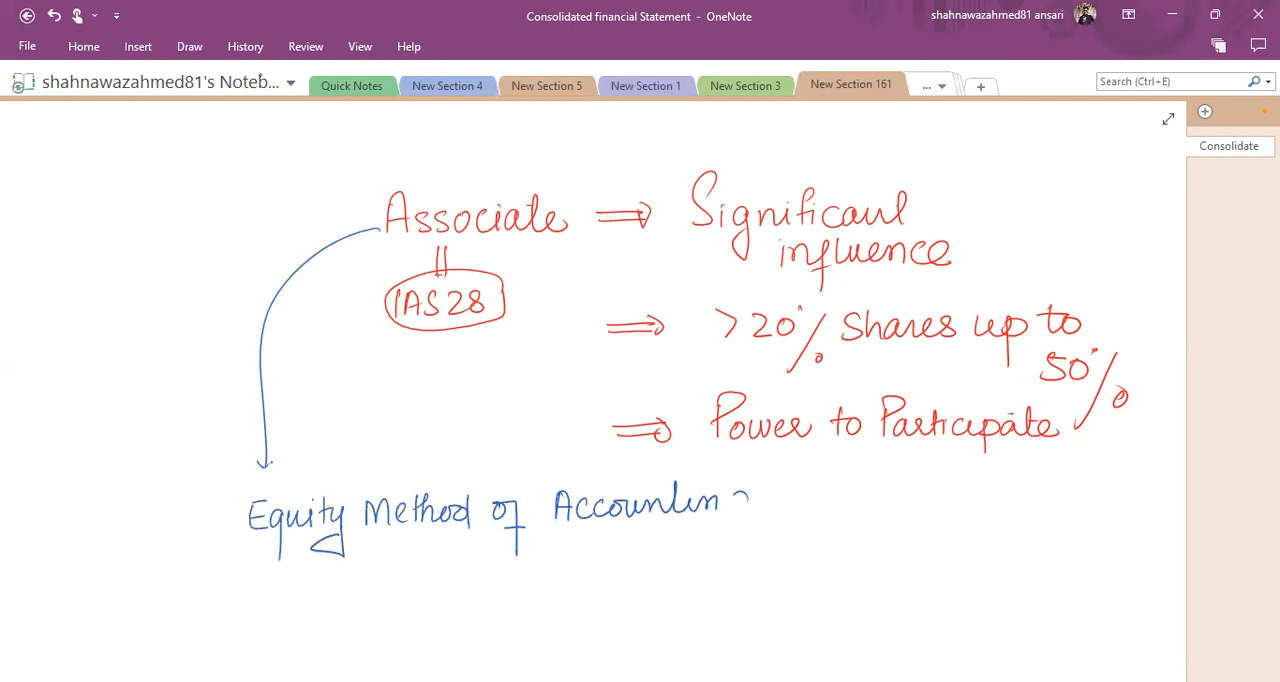 Consolidated financial Statement - OneNote
shahnawazahmed81 ansari
File Home Insert Draw History Review View Help
shahnawazahmed81's Noteb... Quick Notes New Section 4 New Section 5 New Section 1 New Section 3 New Section 161 ... + Search (Ctrl+E)
Consolidate
Associate ⇒ Significant
influence
IAS 28
⇒ >20% shares up to
50%
⇒ Power to Participate
Equity Method of Accountin